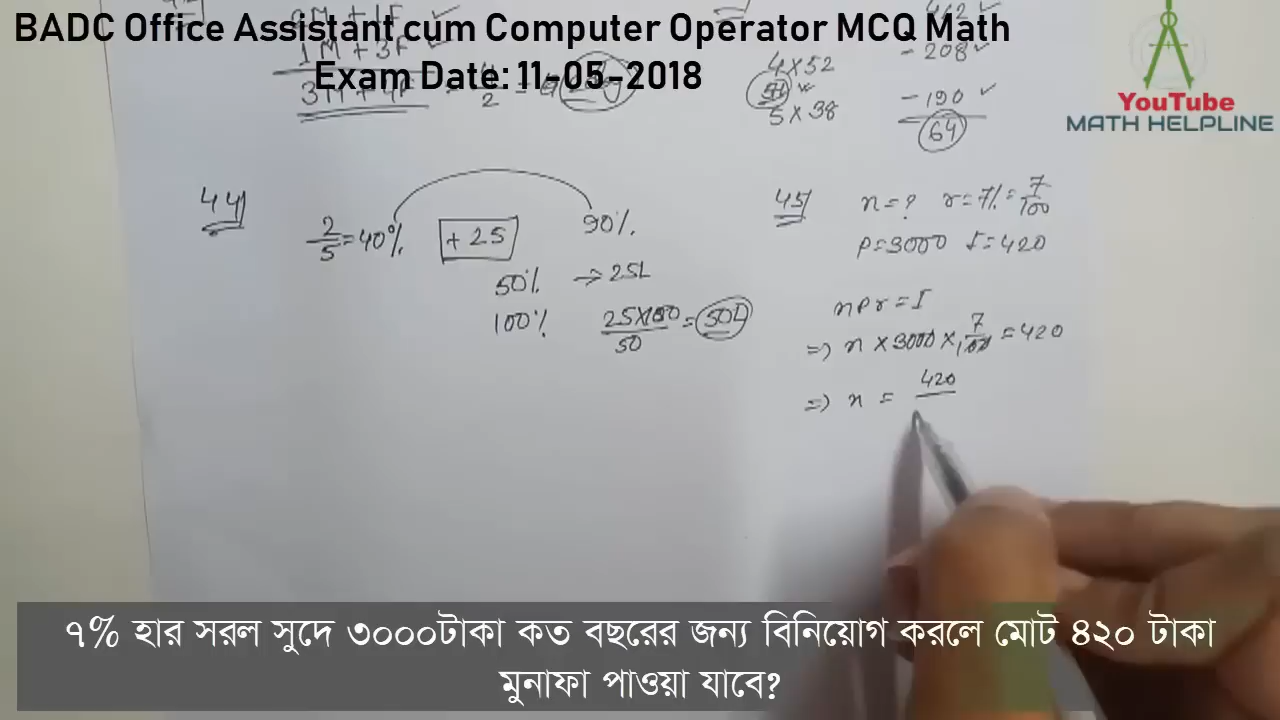 BADC Office Assistant cum Computer Operator MCQ Math
Exam Date: 11-05-2018
YouTube
MATH HELPLINE
1M + 3F
4 × 52
5 × 38
- 208
- 190
64
44
2/5 = 40%
+ 25
90%
50% → 25L
100% 25×100/50 = 50L
45
n = ? r = 7% = 7/100
P = 3000 I = 420
nPr = I
⇒ n × 3000 × 7/100 = 420
⇒ n = 420
৭% হার সরল সুদে ৩০০০টাকা কত বছরের জন্য বিনিয়োগ করলে মোট ৪২০ টাকা
মুনাফা পাওয়া যাবে?